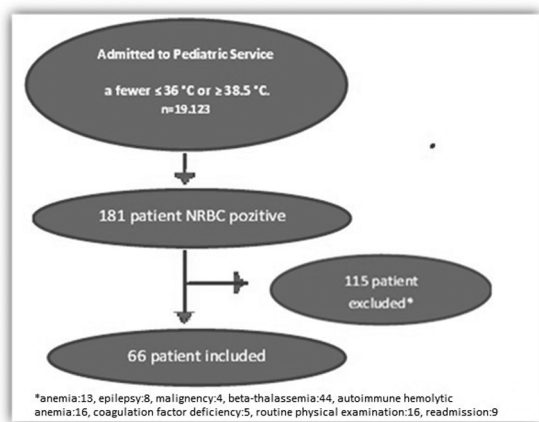 Admitted to Pediatric Service
a fewer ≤ 36 °C or ≥ 38.5 °C.
n=19.123
181 patient NRBC pozitive
115 patient
excluded*
66 patient included
*anemia:13, epilepsy:8, malignency:4, beta-thalassemia:44, autoimmune hemolytic
anemia:16, coagulation factor deficiency:5, routine physical examination:16, readmission:9